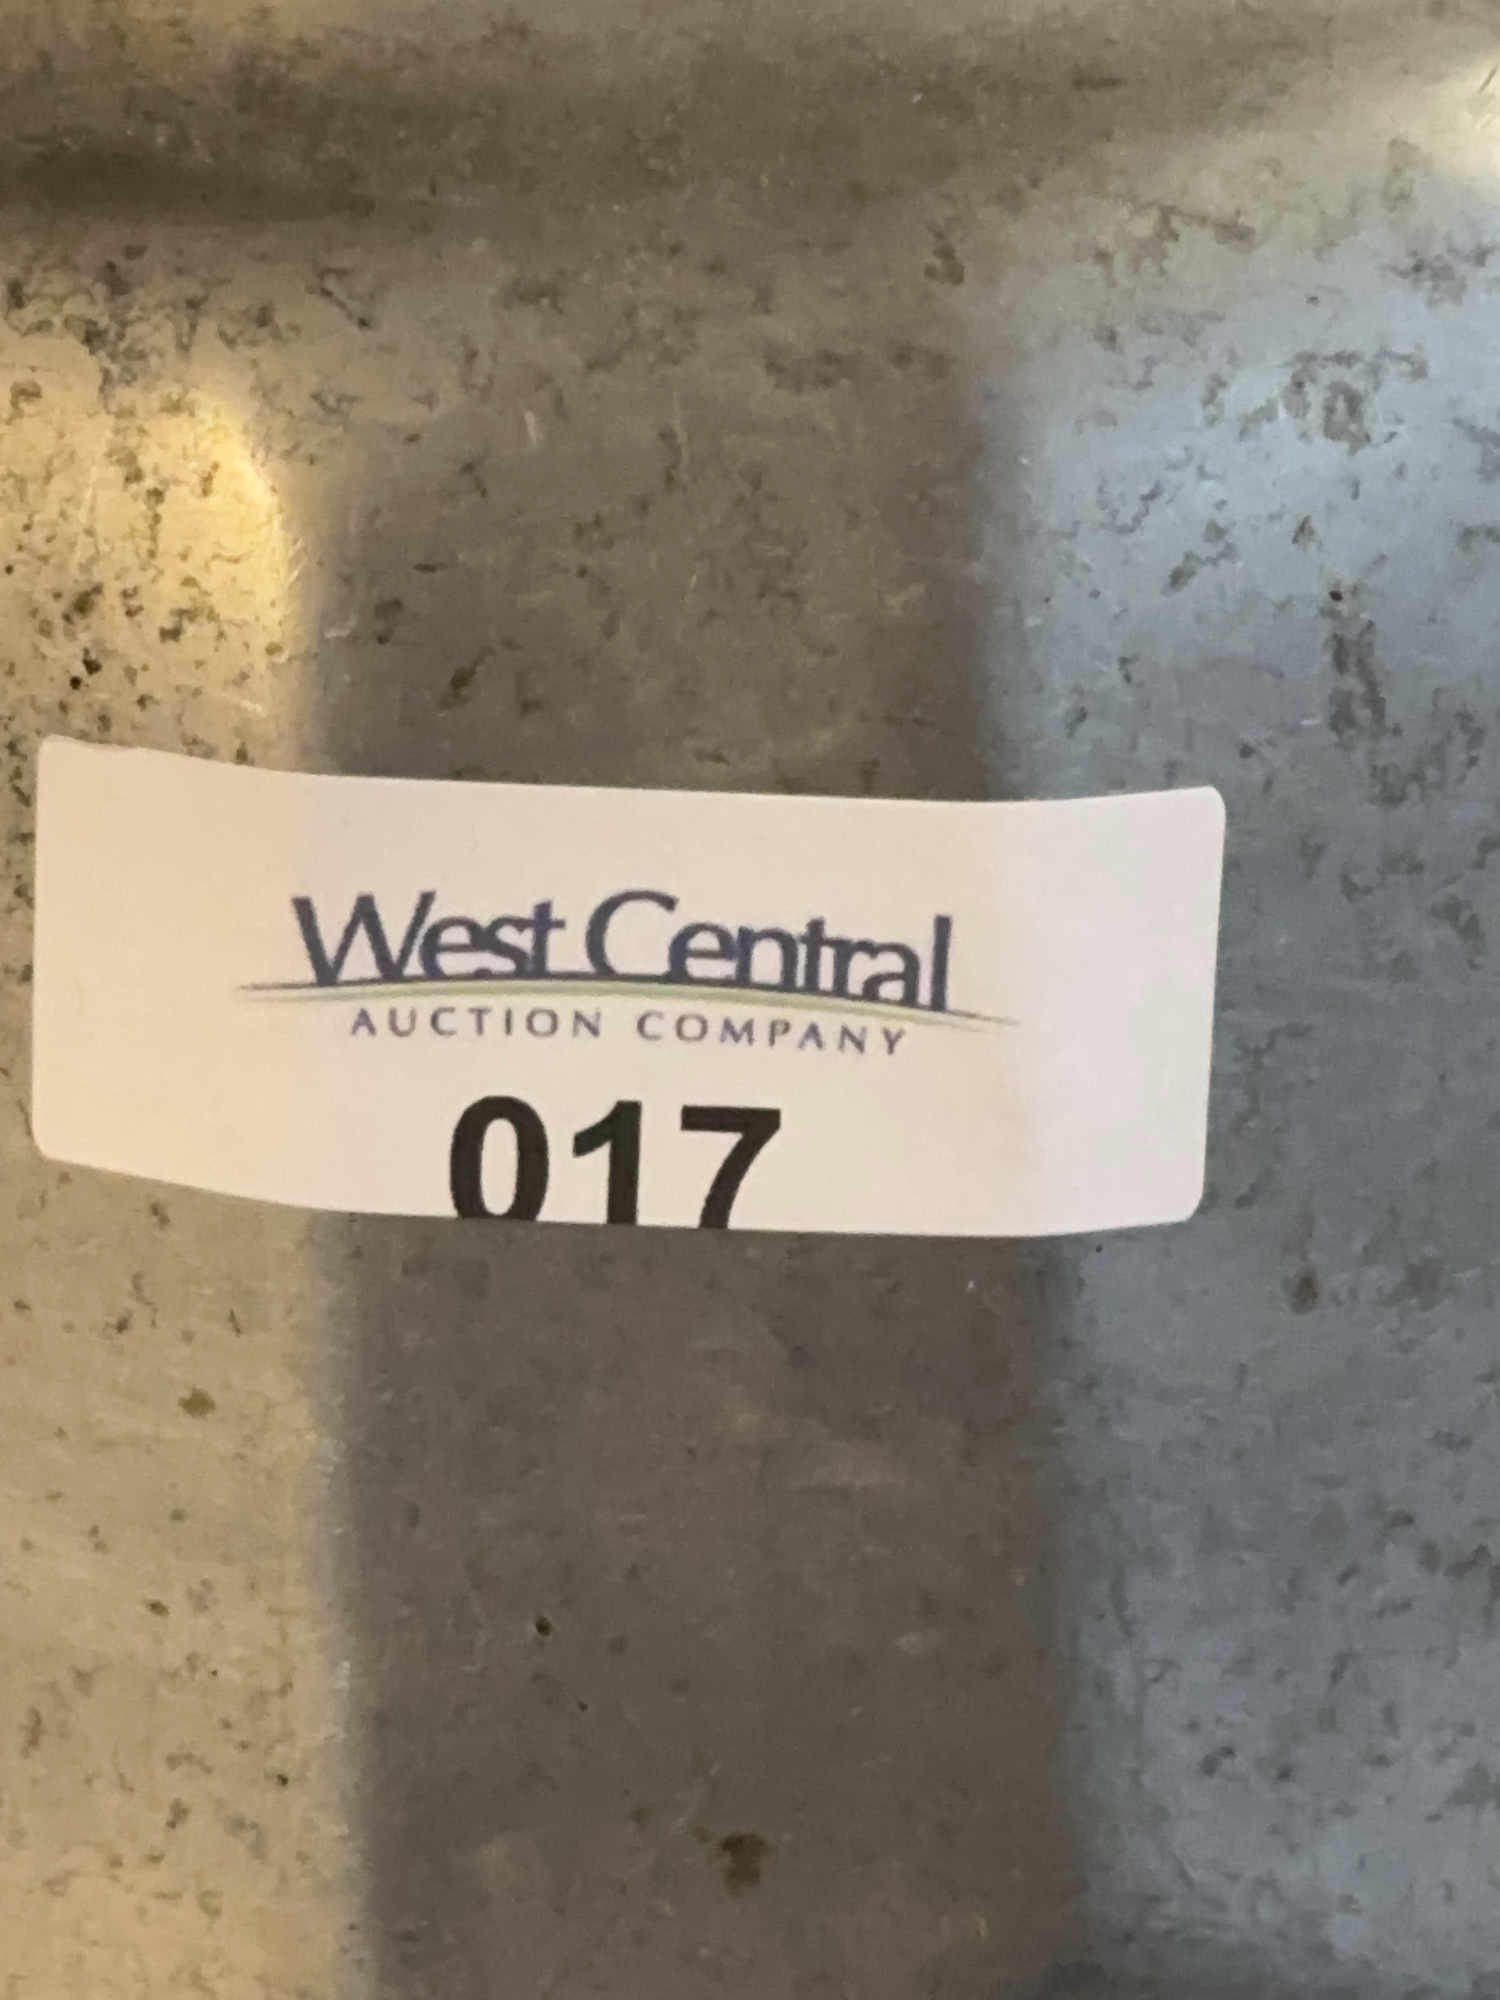 West Central
AUCTION COMPANY
017